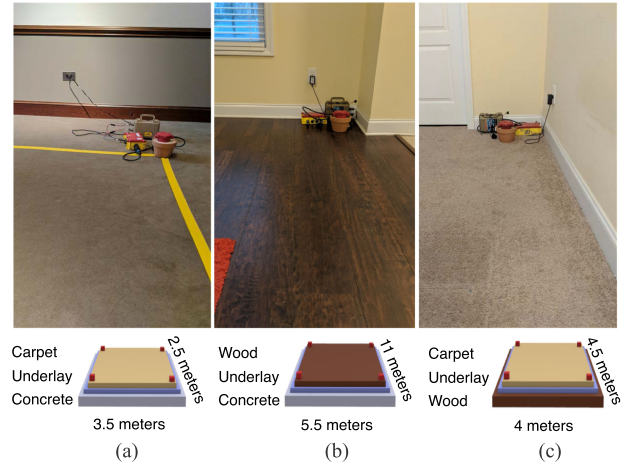 Carpet
Underlay
Concrete
2.5 meters
3.5 meters
(a)
Wood
Underlay
Concrete
11 meters
5.5 meters
(b)
Carpet
Underlay
Wood
4.5 meters
4 meters
(c)